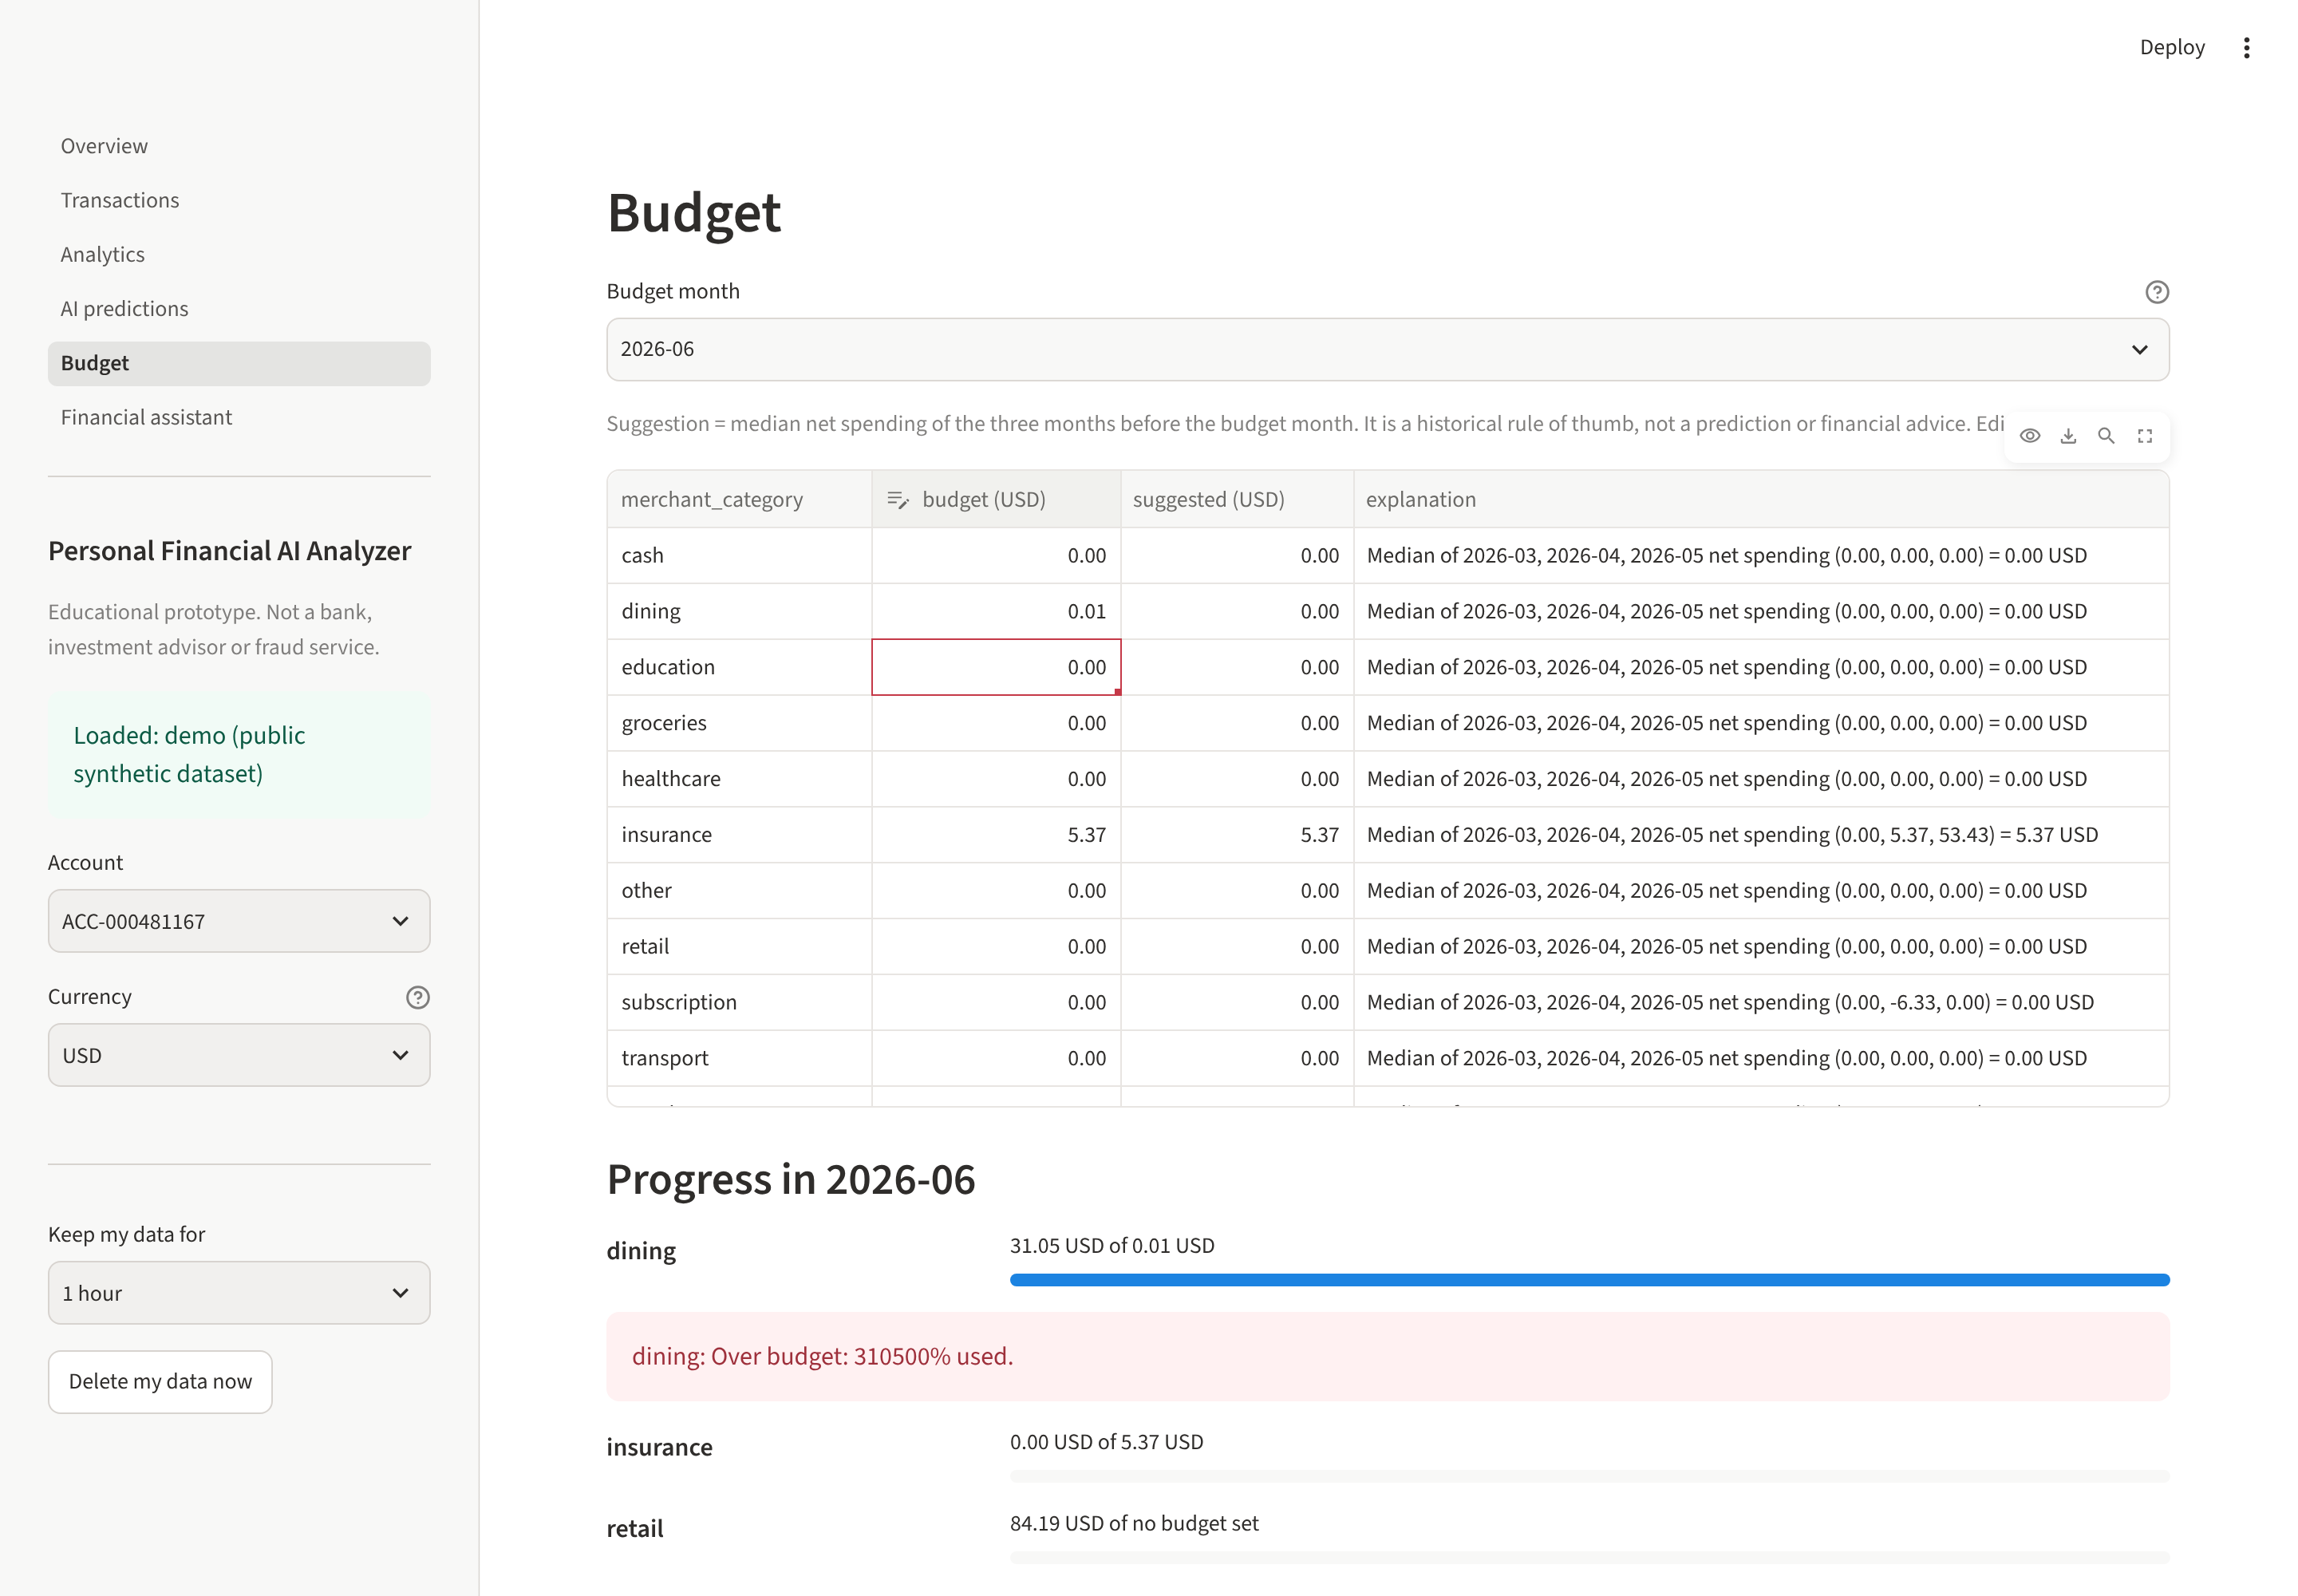 Deploy
Overview
Transactions
Analytics
AI predictions
Budget
Financial assistant
Personal Financial AI Analyzer
Educational prototype. Not a bank,
investment advisor or fraud service.
Loaded: demo (public
synthetic dataset)
Account
ACC-000481167
Currency
USD
Keep my data for
1 hour
Delete my data now
Budget
Budget month
2026-06
Suggestion = median net spending of the three months before the budget month. It is a historical rule of thumb, not a prediction or financial advice. Edi
merchant_category budget (USD) suggested (USD) explanation
cash 0.00 0.00 Median of 2026-03, 2026-04, 2026-05 net spending (0.00, 0.00, 0.00) = 0.00 USD
dining 0.01 0.00 Median of 2026-03, 2026-04, 2026-05 net spending (0.00, 0.00, 0.00) = 0.00 USD
education 0.00 0.00 Median of 2026-03, 2026-04, 2026-05 net spending (0.00, 0.00, 0.00) = 0.00 USD
groceries 0.00 0.00 Median of 2026-03, 2026-04, 2026-05 net spending (0.00, 0.00, 0.00) = 0.00 USD
healthcare 0.00 0.00 Median of 2026-03, 2026-04, 2026-05 net spending (0.00, 0.00, 0.00) = 0.00 USD
insurance 5.37 5.37 Median of 2026-03, 2026-04, 2026-05 net spending (0.00, 5.37, 53.43) = 5.37 USD
other 0.00 0.00 Median of 2026-03, 2026-04, 2026-05 net spending (0.00, 0.00, 0.00) = 0.00 USD
retail 0.00 0.00 Median of 2026-03, 2026-04, 2026-05 net spending (0.00, 0.00, 0.00) = 0.00 USD
subscription 0.00 0.00 Median of 2026-03, 2026-04, 2026-05 net spending (0.00, -6.33, 0.00) = 0.00 USD
transport 0.00 0.00 Median of 2026-03, 2026-04, 2026-05 net spending (0.00, 0.00, 0.00) = 0.00 USD
Progress in 2026-06
dining 31.05 USD of 0.01 USD
dining: Over budget: 310500% used.
insurance 0.00 USD of 5.37 USD
retail 84.19 USD of no budget set